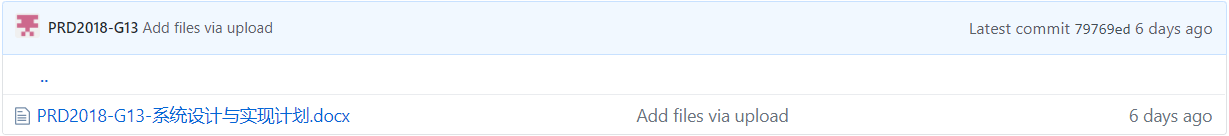 PRD2018-G13 Add files via upload Latest commit 79769ed 6 days ago
..
PRD2018-G13-系统设计与实现计划.docx Add files via upload 6 days ago